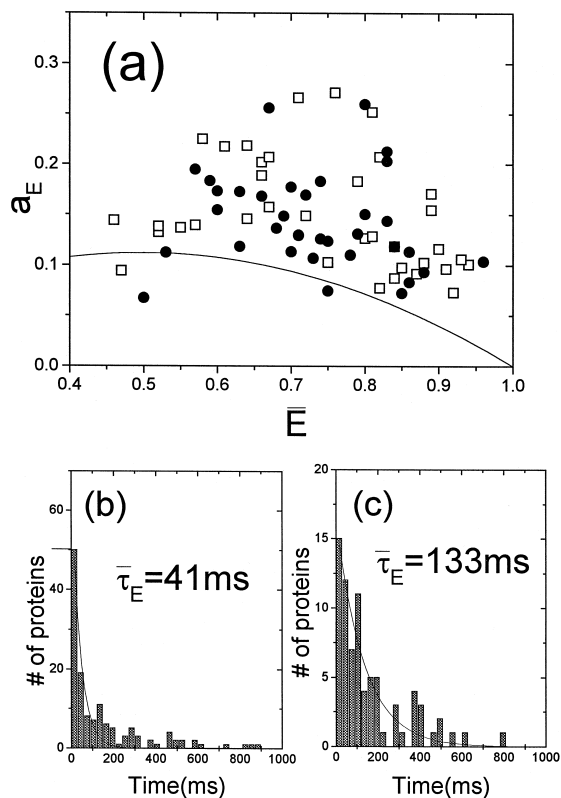 (a)
a_E
0.3
0.2
0.1
0.0
0.4 0.5 0.6 0.7 0.8 0.9 1.0
E̅
(b)
# of proteins
60
40
20
0
τ̅_E=41ms
0 200 400 600 800 1000
Time(ms)
(c)
# of proteins
20
15
10
5
0
τ̅_E=133ms
0 200 400 600 800 1000
Time(ms)